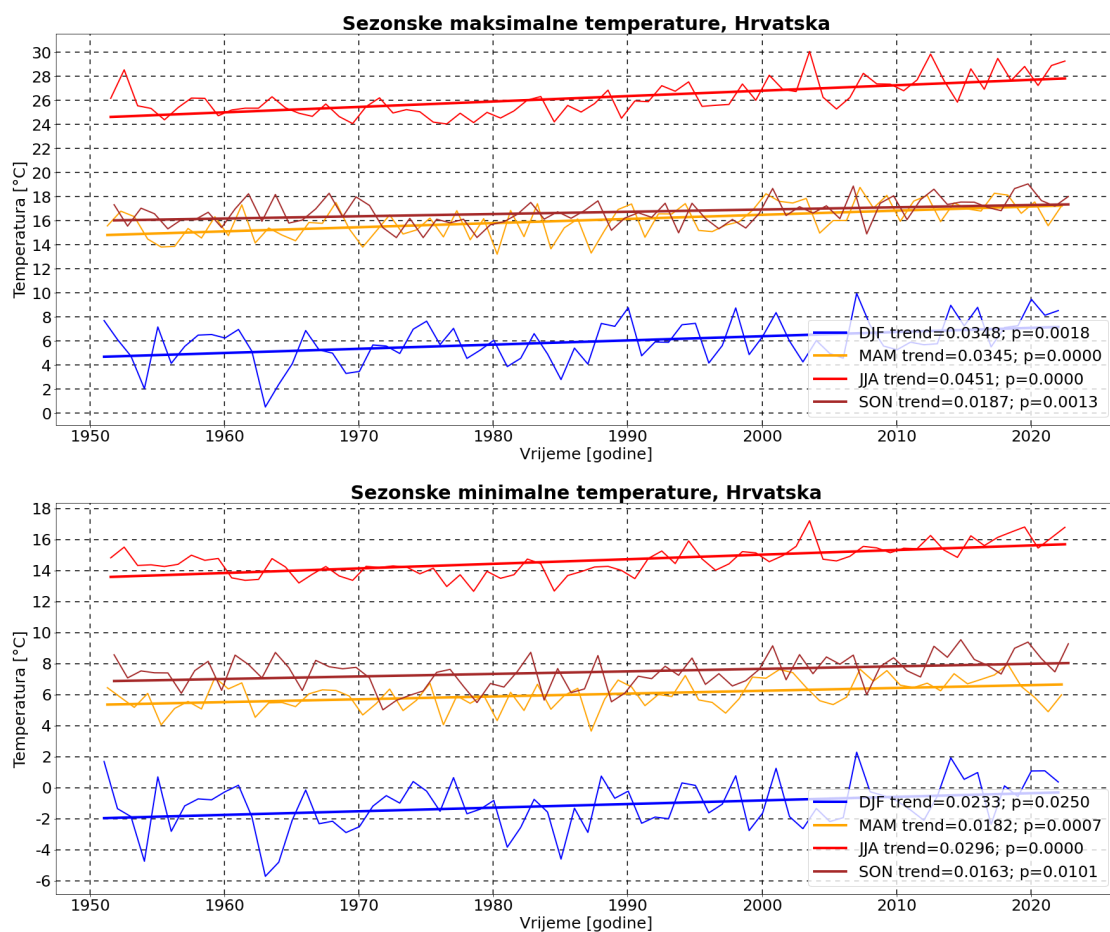 Sezonske maksimalne temperature, Hrvatska
Temperatura [°C]
30
28
26
24
22
20
18
16
14
12
10
8
6
4
2
0
DJF trend=0.0348; p=0.0018
MAM trend=0.0345; p=0.0000
JJA trend=0.0451; p=0.0000
SON trend=0.0187; p=0.0013
1950 1960 1970 1980 1990 2000 2010 2020
Vrijeme [godine]
Sezonske minimalne temperature, Hrvatska
Temperatura [°C]
18
16
14
12
10
8
6
4
2
0
-2
-4
-6
DJF trend=0.0233; p=0.0250
MAM trend=0.0182; p=0.0007
JJA trend=0.0296; p=0.0000
SON trend=0.0163; p=0.0101
1950 1960 1970 1980 1990 2000 2010 2020
Vrijeme [godine]